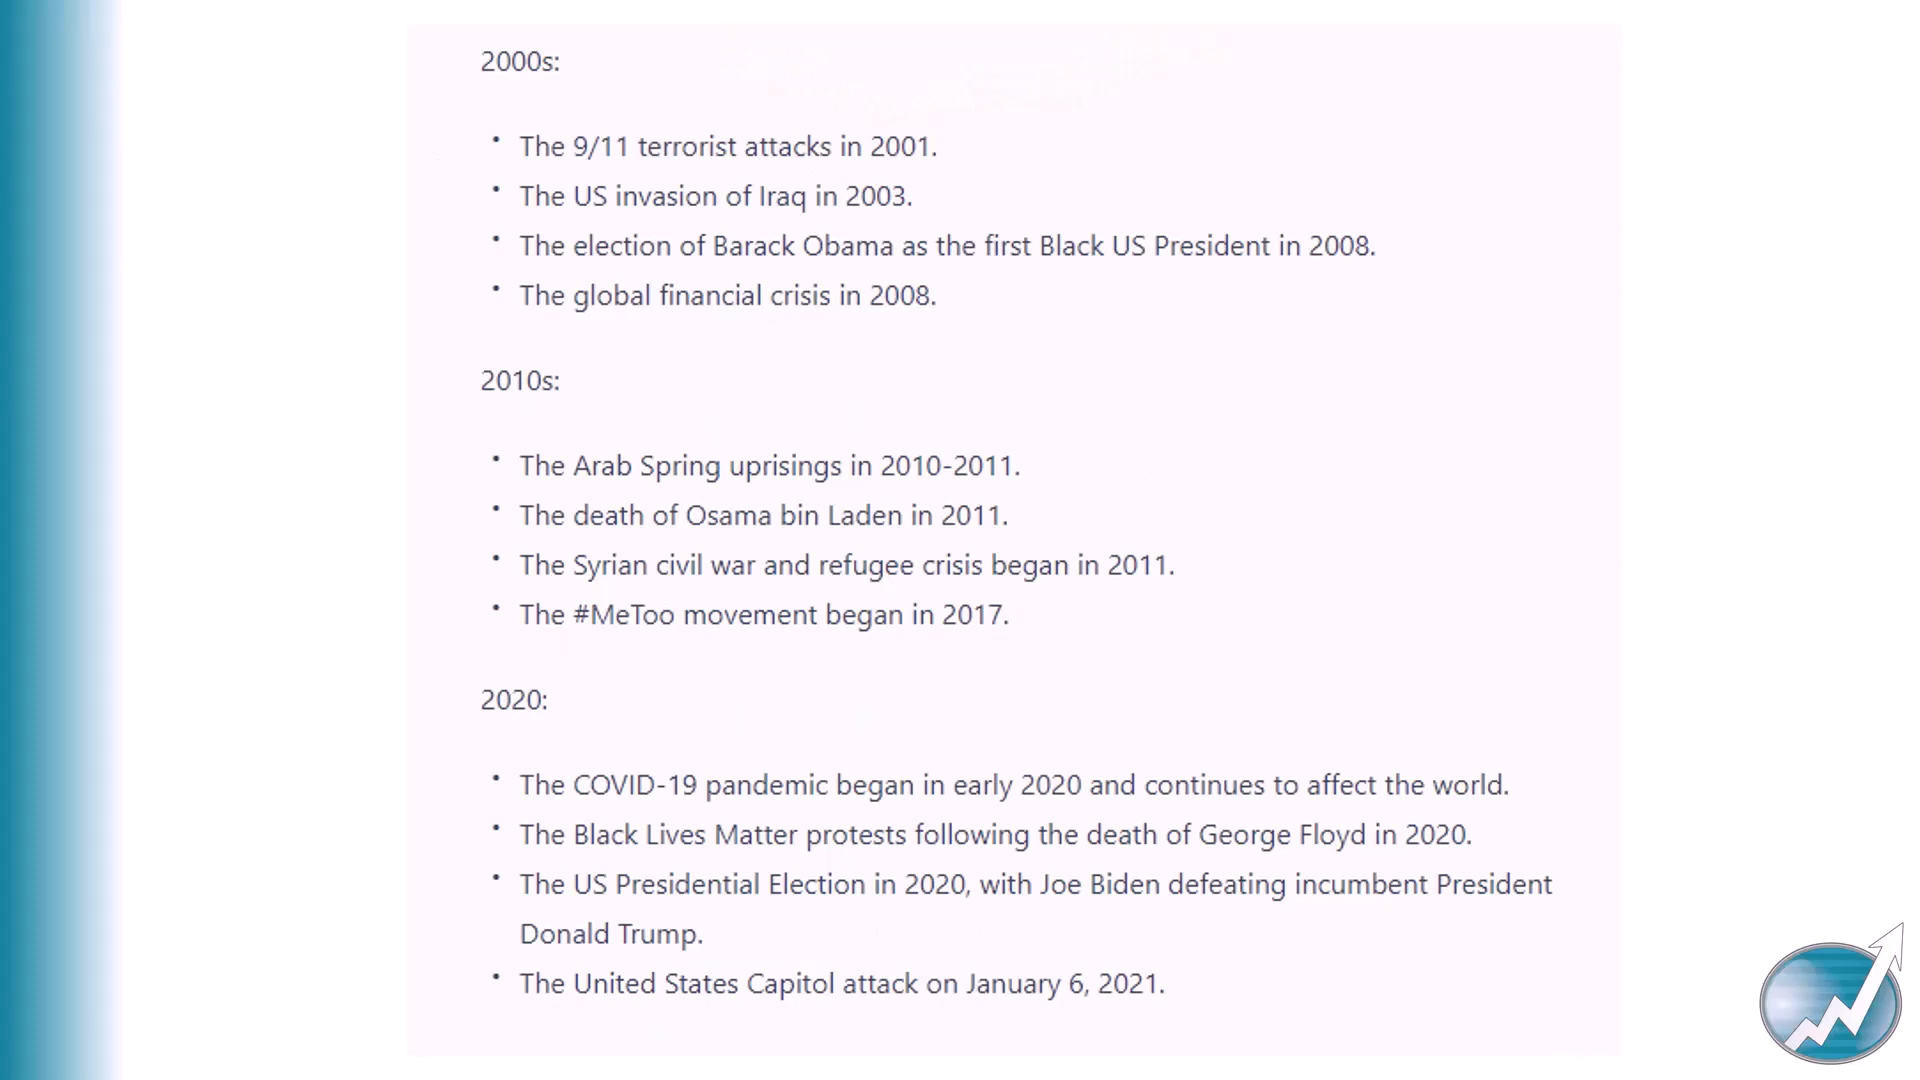 2000s:
• The 9/11 terrorist attacks in 2001.
• The US invasion of Iraq in 2003.
• The election of Barack Obama as the first Black US President in 2008.
• The global financial crisis in 2008.
2010s:
• The Arab Spring uprisings in 2010-2011.
• The death of Osama bin Laden in 2011.
• The Syrian civil war and refugee crisis began in 2011.
• The #MeToo movement began in 2017.
2020:
• The COVID-19 pandemic began in early 2020 and continues to affect the world.
• The Black Lives Matter protests following the death of George Floyd in 2020.
• The US Presidential Election in 2020, with Joe Biden defeating incumbent President
Donald Trump.
• The United States Capitol attack on January 6, 2021.